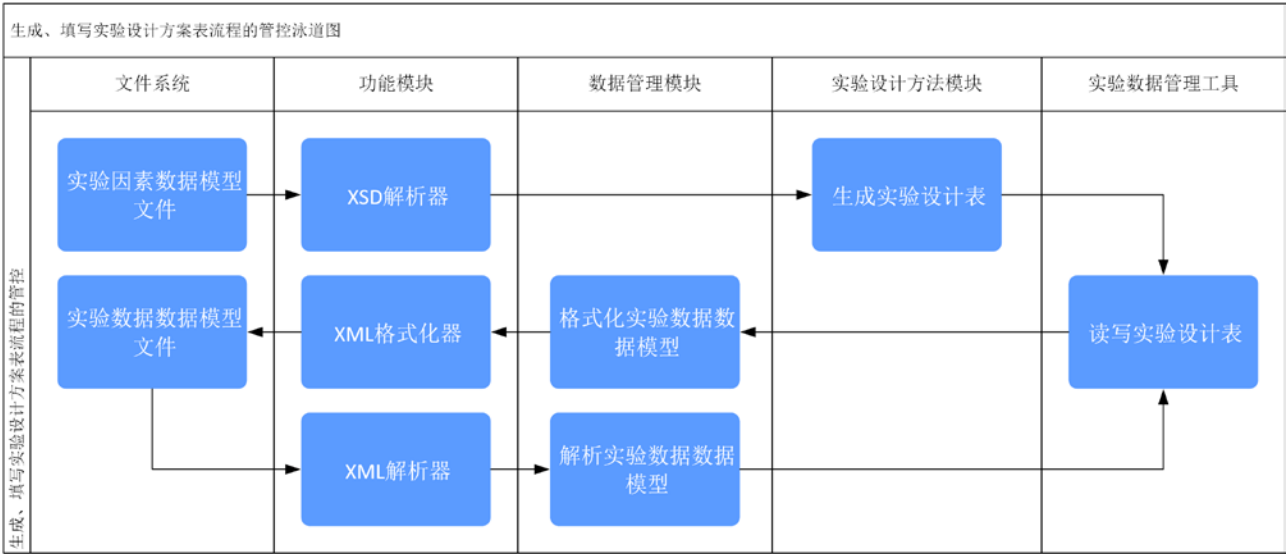 生成、填写实验设计方案表流程的管控泳道图
生成、填写实验设计方案表流程的管控
文件系统
功能模块
数据管理模块
实验设计方法模块
实验数据管理工具
实验因素数据模型
文件
XSD解析器
生成实验设计表
实验数据数据模型
文件
XML格式化器
格式化实验数据数
据模型
读写实验设计表
XML解析器
解析实验数据数据
模型